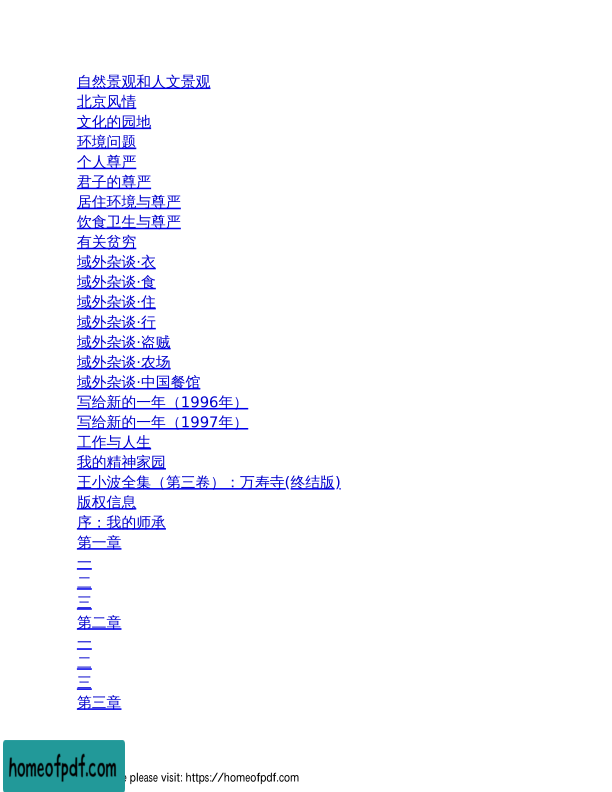 自然景观和人文景观
北京风情
文化的园地
环境问题
个人尊严
君子的尊严
居住环境与尊严
饮食卫生与尊严
有关贫穷
域外杂谈·衣
域外杂谈·食
域外杂谈·住
域外杂谈·行
域外杂谈·盗贼
域外杂谈·农场
域外杂谈·中国餐馆
写给新的一年（1996年）
写给新的一年（1997年）
工作与人生
我的精神家园
王小波全集（第三卷）：万寿寺(终结版)
版权信息
序：我的师承
第一章
一
二
三
第二章
一
二
三
第三章
homeofpdf.com
please visit: https://homeofpdf.com